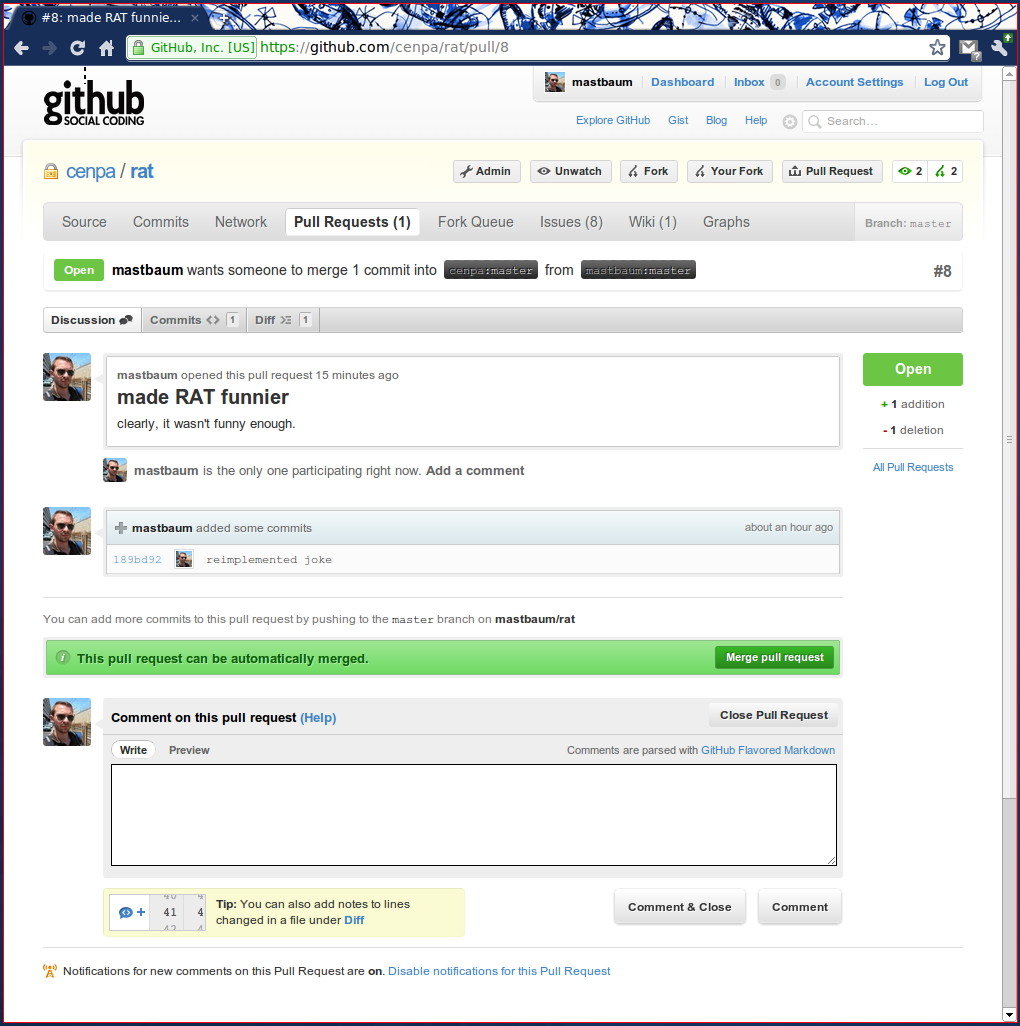 #8: made RAT funnie...
GitHub, Inc. [US] https://github.com/cenpa/rat/pull/8
github
SOCIAL CODING
mastbaum Dashboard Inbox 0 Account Settings Log Out
Explore GitHub Gist Blog Help Search...
cenpa / rat
Admin Unwatch Fork Your Fork Pull Request 2 2
Source Commits Network Pull Requests (1) Fork Queue Issues (8) Wiki (1) Graphs Branch: master
Open mastbaum wants someone to merge 1 commit into cenpa:master from mastbaum:master #8
Discussion Commits 1 Diff 1
mastbaum opened this pull request 15 minutes ago
made RAT funnier
clearly, it wasn't funny enough.
Open
+ 1 addition
- 1 deletion
All Pull Requests
mastbaum is the only one participating right now. Add a comment
mastbaum added some commits about an hour ago
189bd92 reimplemented joke
You can add more commits to this pull request by pushing to the master branch on mastbaum/rat
This pull request can be automatically merged. Merge pull request
Comment on this pull request (Help) Close Pull Request
Write Preview Comments are parsed with GitHub Flavored Markdown
40 4
41 4
42 4
Tip: You can also add notes to lines
changed in a file under Diff
Comment & Close Comment
Notifications for new comments on this Pull Request are on. Disable notifications for this Pull Request